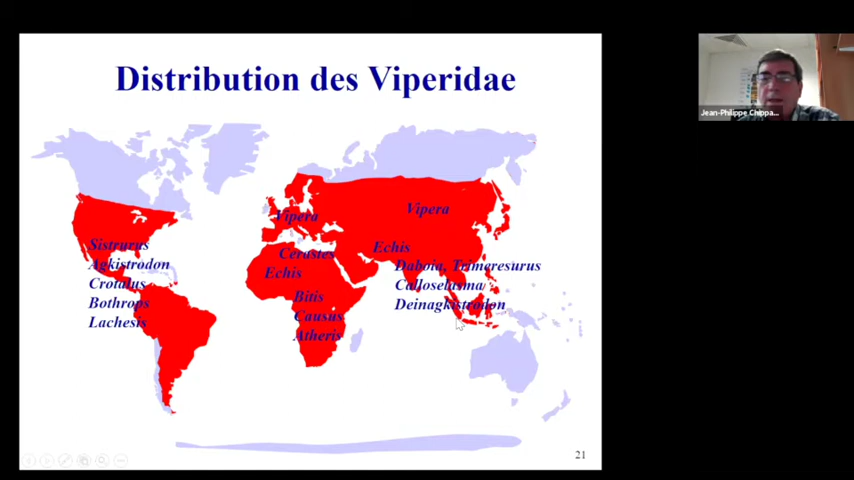 Distribution des Viperidae
Jean-Philippe Chippa...
Vipera
Vipera
Sistrurus
Agkistrodon
Crotalus
Bothrops
Lachesis
Cerastes
Echis
Bitis
Causus
Atheris
Echis
Daboia, Trimeresurus
Calloselasma
Deinagkistrodon
21